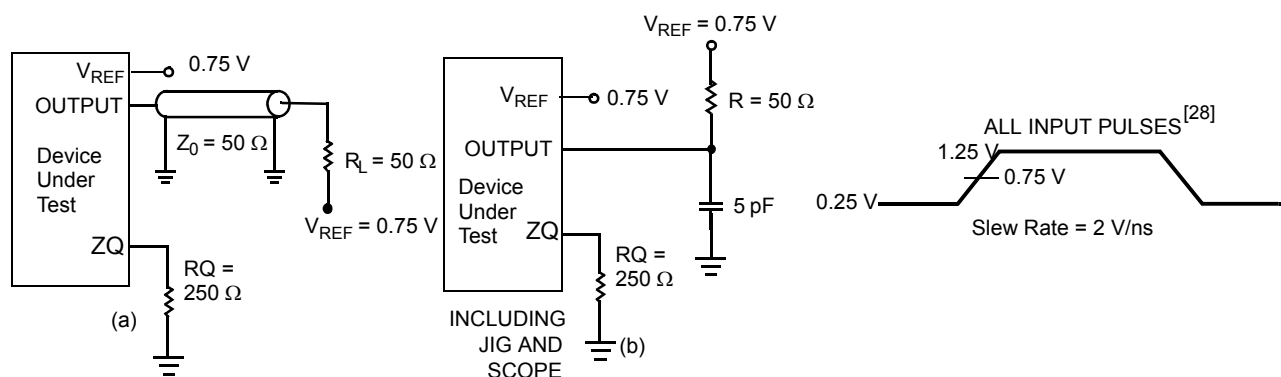 V_REF 0.75 V
OUTPUT
Z_0 = 50 Ω
Device
Under
Test
R_L = 50 Ω
V_REF = 0.75 V
ZQ
RQ =
250 Ω
(a)
V_REF = 0.75 V
R = 50 Ω
V_REF 0.75 V
OUTPUT
Device
Under
Test
5 pF
ZQ
RQ =
250 Ω
INCLUDING
JIG AND
SCOPE
(b)
ALL INPUT PULSES[28]
1.25 V
0.75 V
0.25 V
Slew Rate = 2 V/ns